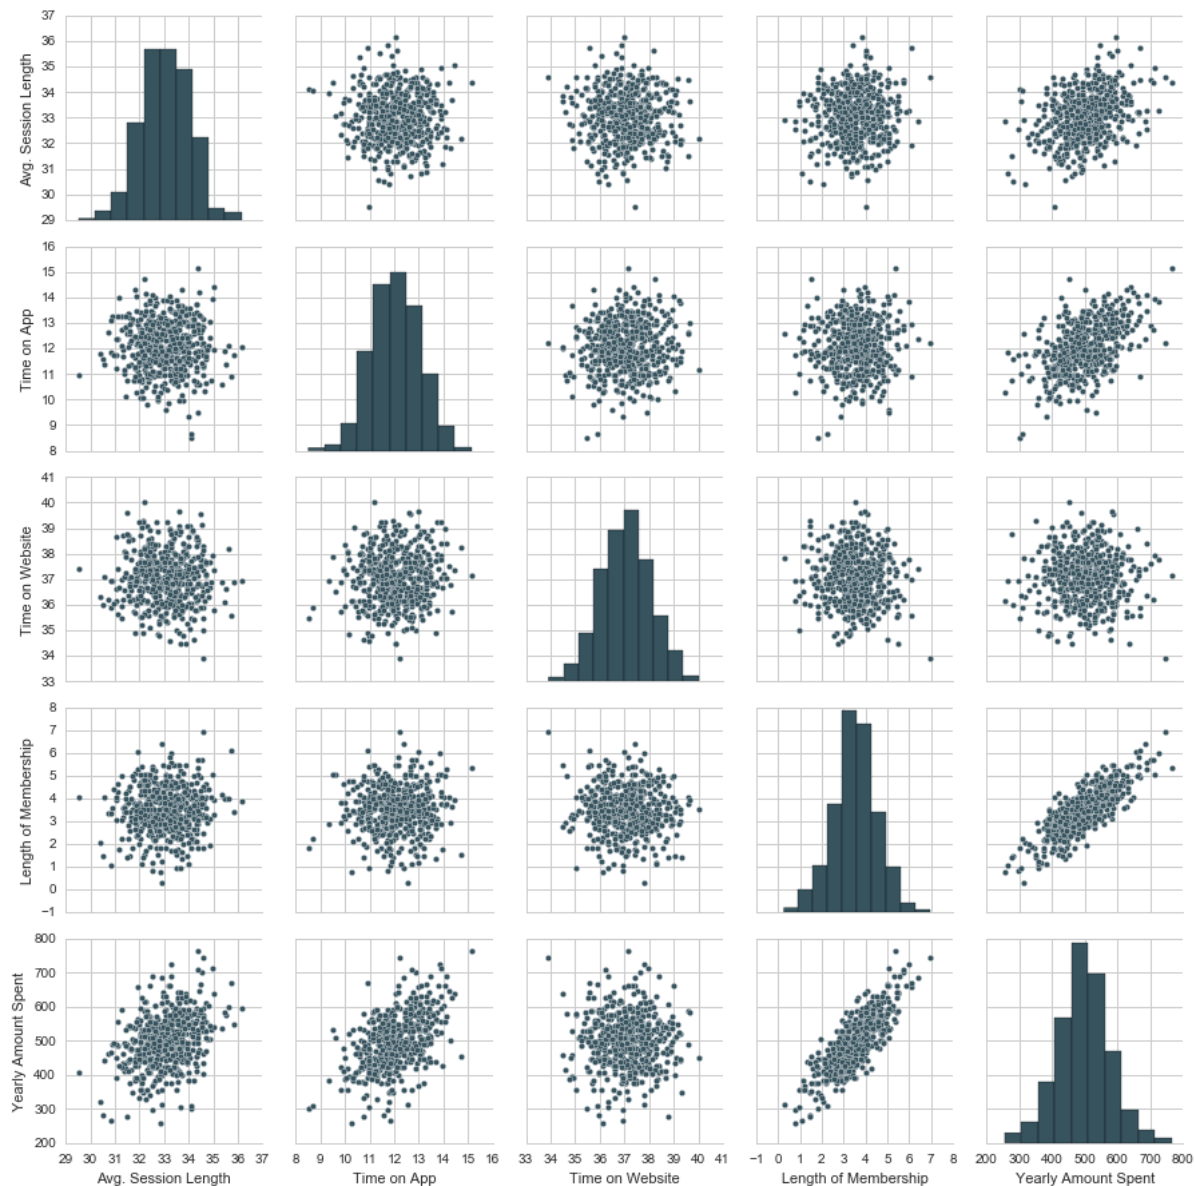 37
36
35
34
33
32
31
30
29
Avg. Session Length
16
15
14
13
12
11
10
9
8
Time on App
41
40
39
38
37
36
35
34
33
Time on Website
8
7
6
5
4
3
2
1
0
−1
Length of Membership
800
700
600
500
400
300
200
Yearly Amount Spent
29 30 31 32 33 34 35 36 37
Avg. Session Length
8 9 10 11 12 13 14 15 16
Time on App
33 34 35 36 37 38 39 40 41
Time on Website
−1 0 1 2 3 4 5 6 7 8
Length of Membership
200 300 400 500 600 700 800
Yearly Amount Spent